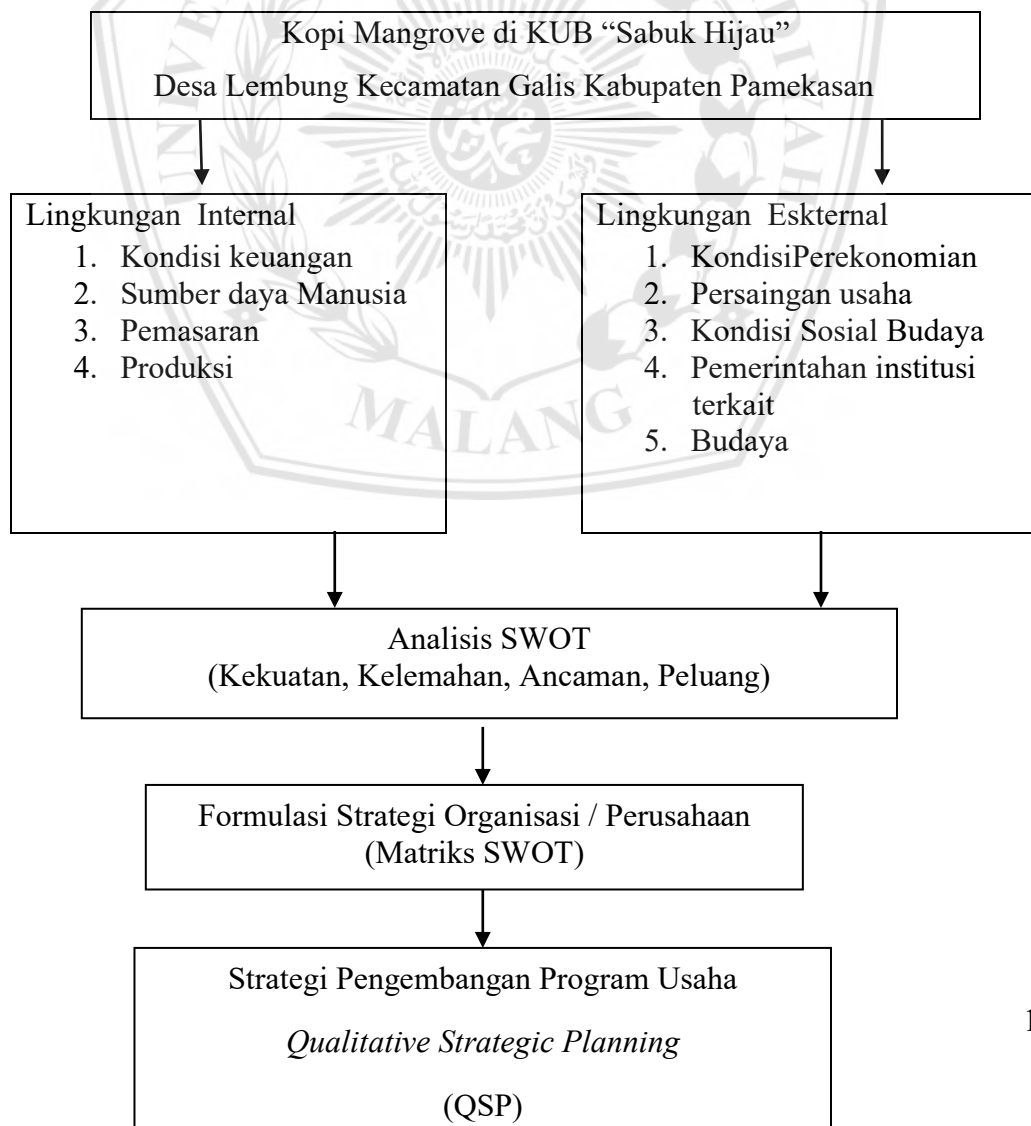 Kopi Mangrove di KUB “Sabuk Hijau”
Desa Lembung Kecamatan Galis Kabupaten Pamekasan
Lingkungan Internal
1. Kondisi keuangan
2. Sumber daya Manusia
3. Pemasaran
4. Produksi
Lingkungan Eskternal
1. KondisiPerekonomian
2. Persaingan usaha
3. Kondisi Sosial Budaya
4. Pemerintahan institusi
terkait
5. Budaya
MALANG
Analisis SWOT
(Kekuatan, Kelemahan, Ancaman, Peluang)
Formulasi Strategi Organisasi / Perusahaan
(Matriks SWOT)
Strategi Pengembangan Program Usaha
Qualitative Strategic Planning
(QSP)
1